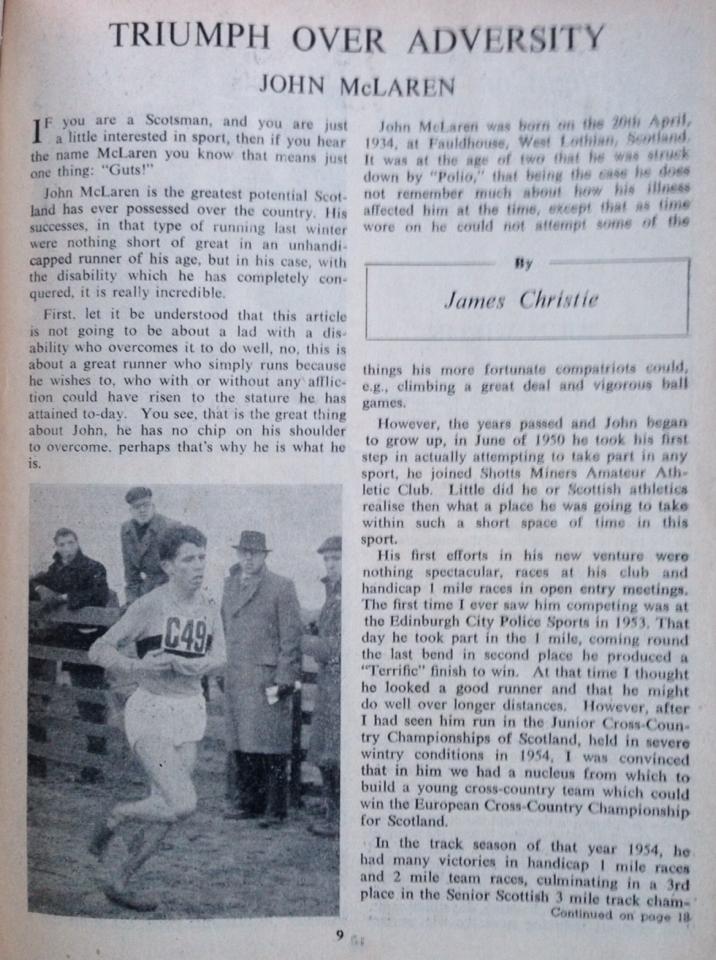 TRIUMPH OVER ADVERSITY
JOHN McLAREN
IF you are a Scotsman, and you are just
a little interested in sport, then if you hear
the name McLaren you know that means just
one thing: "Guts!"
John McLaren is the greatest potential Scot-
land has ever possessed over the country. His
successes, in that type of running last winter
were nothing short of great in an unhandi-
capped runner of his age, but in his case, with
the disability which he has completely con-
quered, it is really incredible.
First, let it be understood that this article
is not going to be about a lad with a dis-
ability who overcomes it to do well, no, this is
about a great runner who simply runs because
he wishes to, who with or without any afflic-
tion could have risen to the stature he has
attained to-day. You see, that is the great thing
about John, he has no chip on his shoulder
to overcome, perhaps that's why he is what he
is.
C49
John McLaren was born on the 20th April,
1934, at Fauldhouse, West Lothian, Scotland.
It was at the age of two that he was struck
down by "Polio," that being the case he does
not remember much about how his illness
affected him at the time, except that as time
wore on he could not attempt some of the
By
James Christie
things his more fortunate compatriots could,
e.g., climbing a great deal and vigorous ball
games.
However, the years passed and John began
to grow up, in June of 1950 he took his first
step in actually attempting to take part in any
sport, he joined Shotts Miners Amateur Ath-
letic Club. Little did he or Scottish athletics
realise then what a place he was going to take
within such a short space of time in this
sport.
His first efforts in his new venture were
nothing spectacular, races at his club and
handicap 1 mile races in open entry meetings.
The first time I ever saw him competing was at
the Edinburgh City Police Sports in 1953. That
day he took part in the 1 mile, coming round
the last bend in second place he produced a
"Terrific" finish to win. At that time I thought
he looked a good runner and that he might
do well over longer distances. However, after
I had seen him run in the Junior Cross-Coun-
try Championships of Scotland, held in severe
wintry conditions in 1954, I was convinced
that in him we had a nucleus from which to
build a young cross-country team which could
win the European Cross-Country Championship
for Scotland.
In the track season of that year 1954, he
had many victories in handicap 1 mile races
and 2 mile team races, culminating in a 3rd
place in the Senior Scottish 3 mile track cham-
Continued on page 18
9